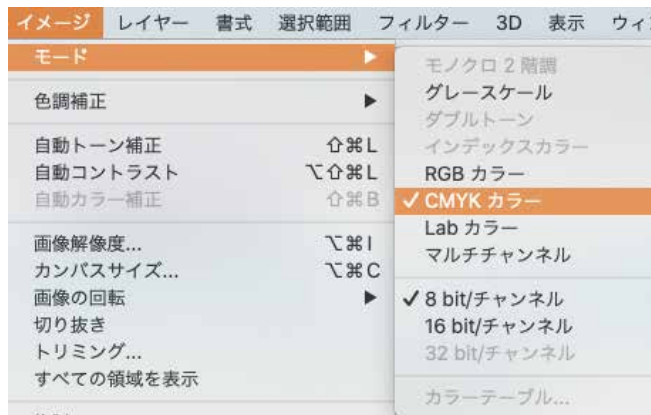 イメージ レイヤー 書式 選択範囲 フィルター 3D 表示
モード ▶
色調補正 ▶
自動トーン補正 ⇧⌘L
自動コントラスト ⌥⇧⌘L
自動カラー補正 ⇧⌘B
画像解像度... ⌥⌘I
カンバスサイズ... ⌥⌘C
画像の回転 ▶
切り抜き
トリミング...
すべての領域を表示
モノクロ 2 階調
グレースケール
ダブルトーン
インデックスカラー
RGB カラー
✓ CMYK カラー
Lab カラー
マルチチャンネル
✓ 8 bit/チャンネル
16 bit/チャンネル
32 bit/チャンネル
カラーテーブル...